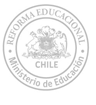 • REFORMA EDUCACIONAL •
CHILE
Ministerio de Educación